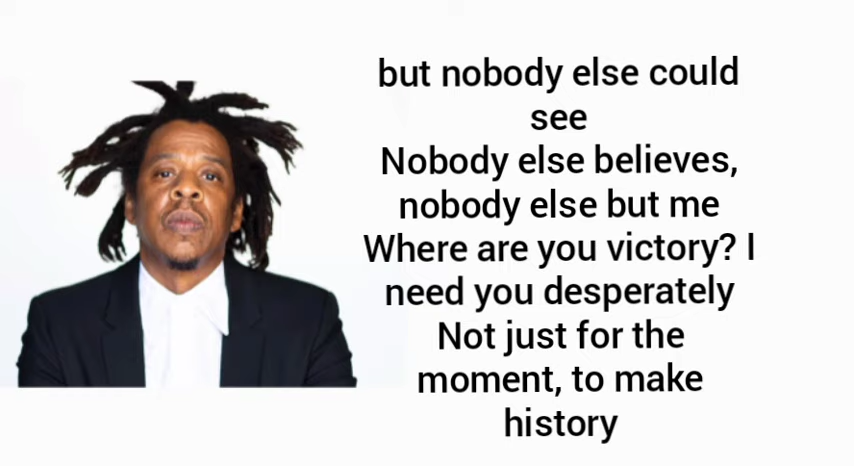 but nobody else could
see
Nobody else believes,
nobody else but me
Where are you victory? I
need you desperately
Not just for the
moment, to make
history